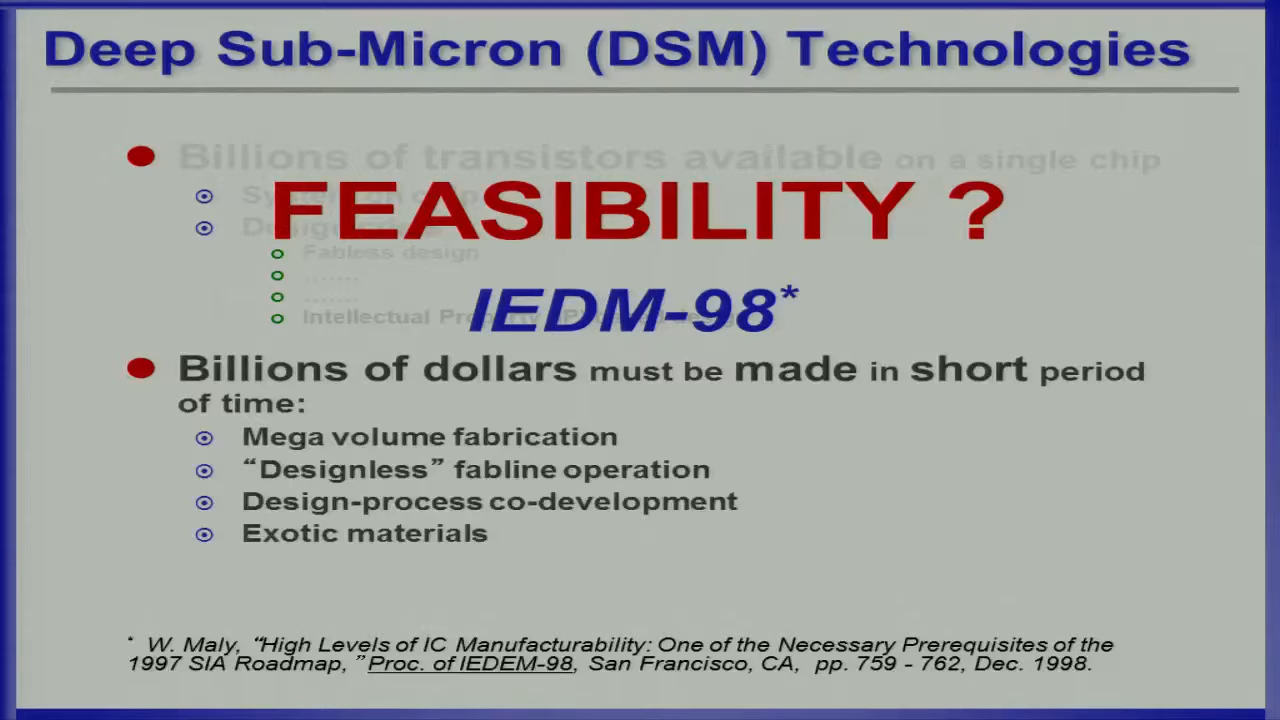 Deep Sub-Micron (DSM) Technologies
Billions of transistors available on a single chip
FEASIBILITY ?
Fabless design
.......
.......
IEDM-98*
Intellectual Property
Billions of dollars must be made in short period
of time:
Mega volume fabrication
“Designless” fabline operation
Design-process co-development
Exotic materials
* W. Maly, “High Levels of IC Manufacturability: One of the Necessary Prerequisites of the
1997 SIA Roadmap, ” Proc. of IEDEM-98, San Francisco, CA, pp. 759 - 762, Dec. 1998.